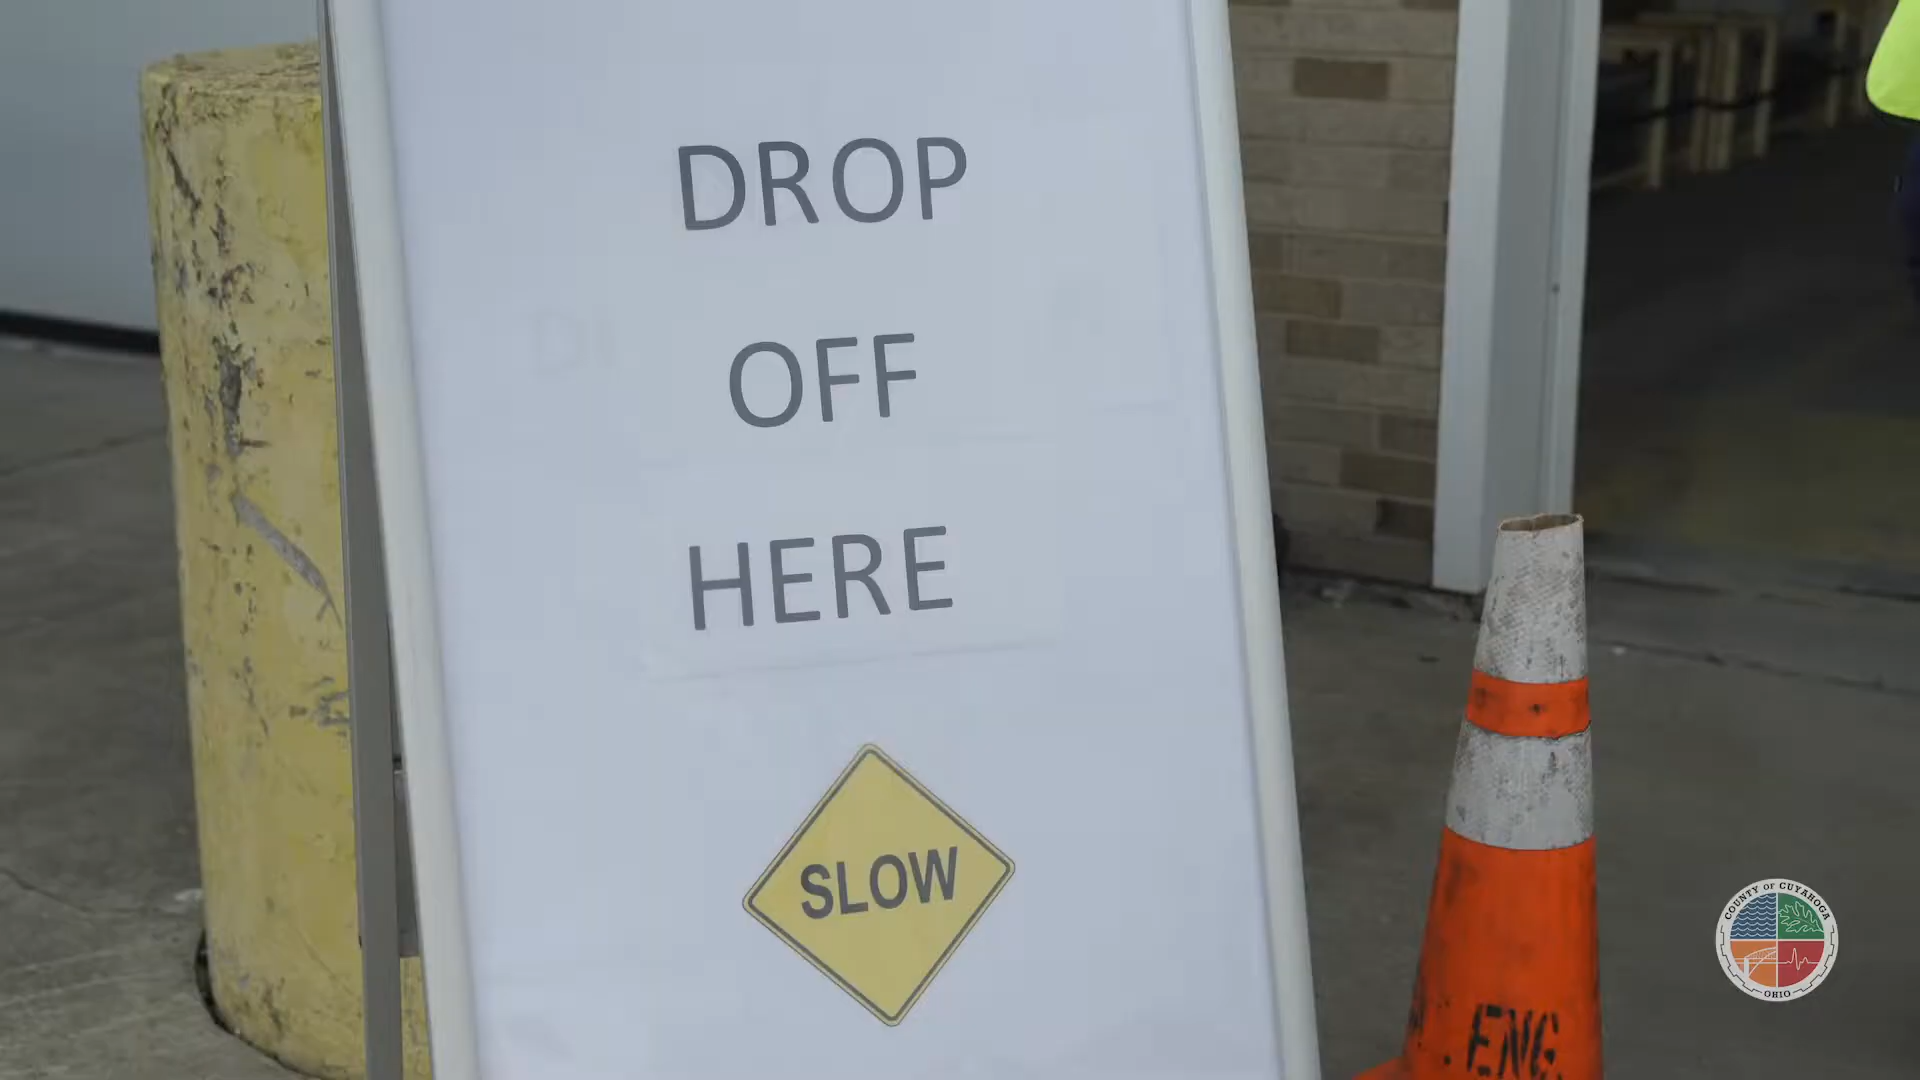 DROP
OFF
HERE
SLOW
ENG.
COUNTY OF CUYAHOGA
OHIO